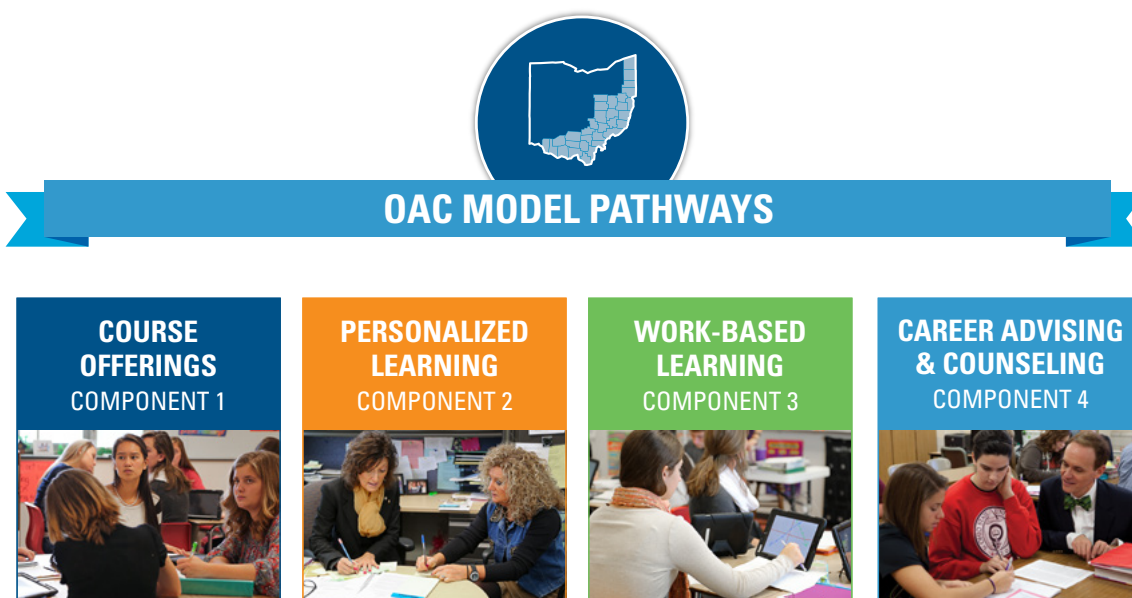 OAC MODEL PATHWAYS
COURSE
OFFERINGS
COMPONENT 1
PERSONALIZED
LEARNING
COMPONENT 2
WORK-BASED
LEARNING
COMPONENT 3
CAREER ADVISING
& COUNSELING
COMPONENT 4